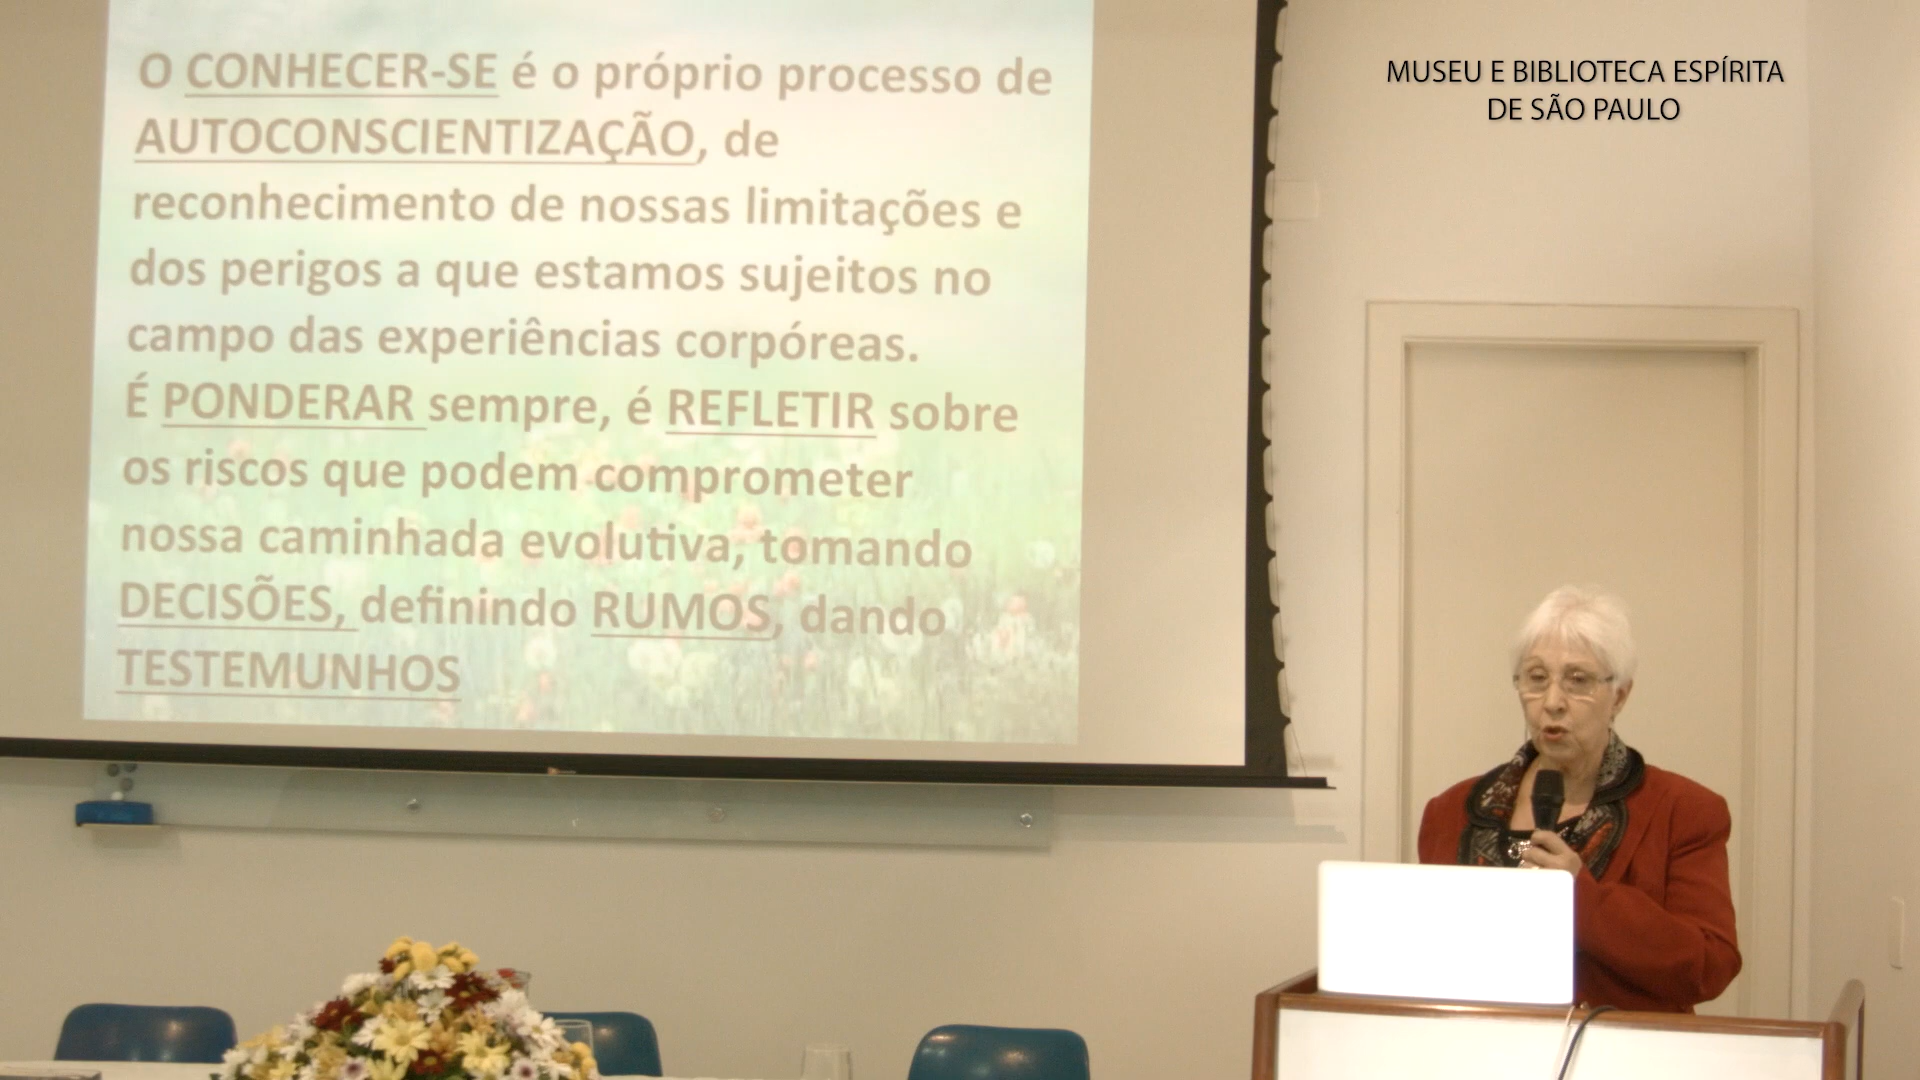 O CONHECER-SE é o próprio processo de
AUTOCONSCIENTIZAÇÃO, de
reconhecimento de nossas limitações e
dos perigos a que estamos sujeitos no
campo das experiências corpóreas.
É PONDERAR sempre, é REFLETIR sobre
os riscos que podem comprometer
nossa caminhada evolutiva, tomando
DECISÕES, definindo RUMOS, dando
TESTEMUNHOS
MUSEU E BIBLIOTECA ESPÍRITA
DE SÃO PAULO